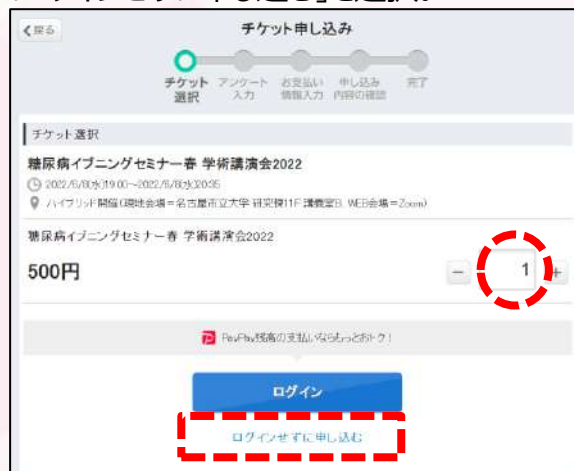 戻る
チケット申し込み
チケット選択
アンケート入力
お支払い情報入力
申し込み内容の確認
完了
チケット選択
糖尿病イブニングセミナー春 学術講演会2022
2022/6/8(水)19:00～2022/6/8(水)20:35
ハイブリッド開催(現地会場＝名古屋市立大学 研究棟11F 講義室B、WEB会場＝Zoom)
糖尿病イブニングセミナー春 学術講演会2022
500円
－ 1 +
PayPay残高の支払いならもっとおトク！
ログイン
ログインせずに申し込む